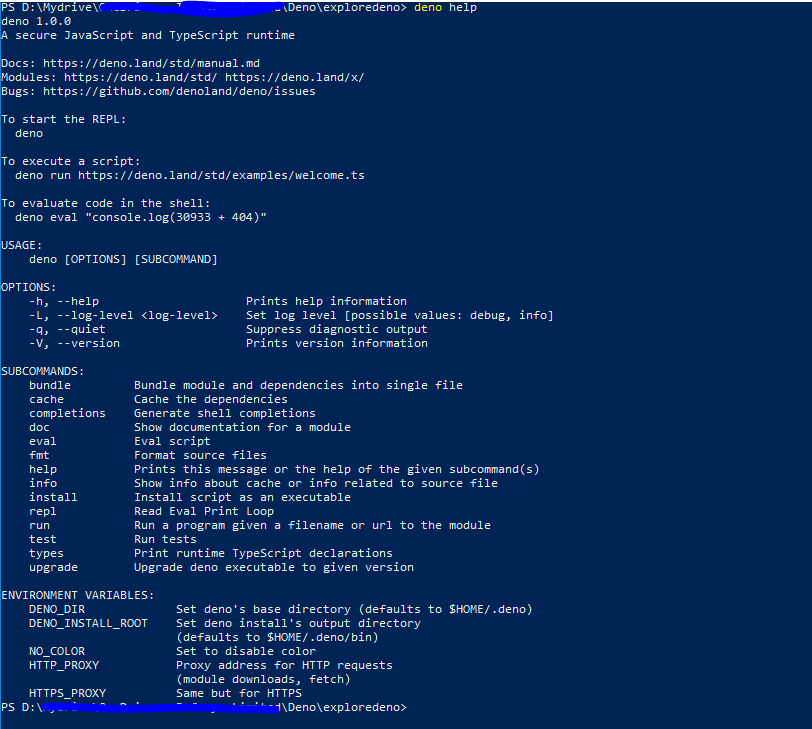 PS D:\Mydrive\ \Deno\exploredeno> deno help
deno 1.0.0
A secure JavaScript and TypeScript runtime
Docs: https://deno.land/std/manual.md
Modules: https://deno.land/std/ https://deno.land/x/
Bugs: https://github.com/denoland/deno/issues
To start the REPL:
  deno
To execute a script:
  deno run https://deno.land/std/examples/welcome.ts
To evaluate code in the shell:
  deno eval "console.log(30933 + 404)"
USAGE:
    deno [OPTIONS] [SUBCOMMAND]
OPTIONS:
    -h, --help                     Prints help information
    -L, --log-level <log-level>    Set log level [possible values: debug, info]
    -q, --quiet                    Suppress diagnostic output
    -V, --version                  Prints version information
SUBCOMMANDS:
    bundle         Bundle module and dependencies into single file
    cache          Cache the dependencies
    completions    Generate shell completions
    doc            Show documentation for a module
    eval           Eval script
    fmt            Format source files
    help           Prints this message or the help of the given subcommand(s)
    info           Show info about cache or info related to source file
    install        Install script as an executable
    repl           Read Eval Print Loop
    run            Run a program given a filename or url to the module
    test           Run tests
    types          Print runtime TypeScript declarations
    upgrade        Upgrade deno executable to given version
ENVIRONMENT VARIABLES:
    DENO_DIR             Set deno's base directory (defaults to $HOME/.deno)
    DENO_INSTALL_ROOT    Set deno install's output directory
                         (defaults to $HOME/.deno/bin)
    NO_COLOR             Set to disable color
    HTTP_PROXY           Proxy address for HTTP requests
                         (module downloads, fetch)
    HTTPS_PROXY          Same but for HTTPS
PS D:\ \Deno\exploredeno>